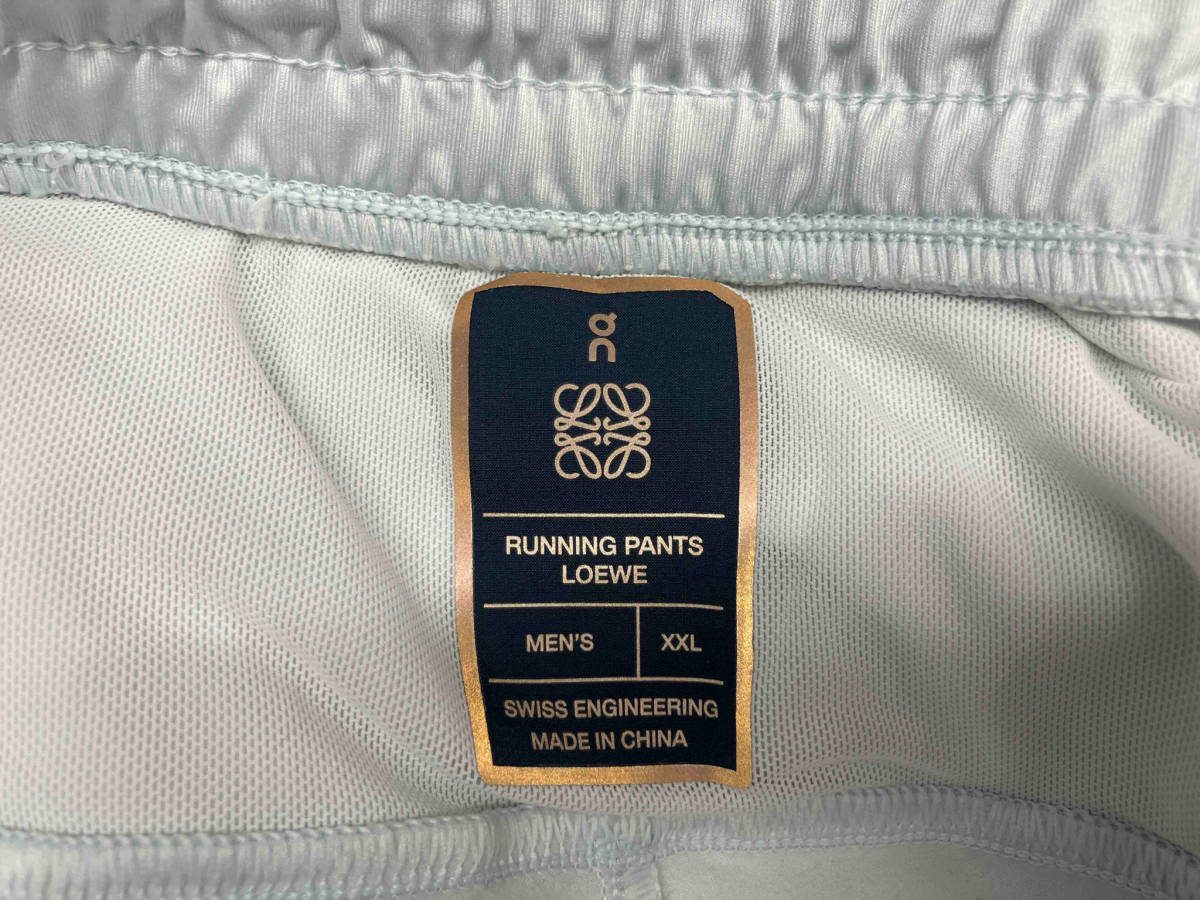 RUNNING PANTS
LOEWE
MEN'S XXL
SWISS ENGINEERING
MADE IN CHINA